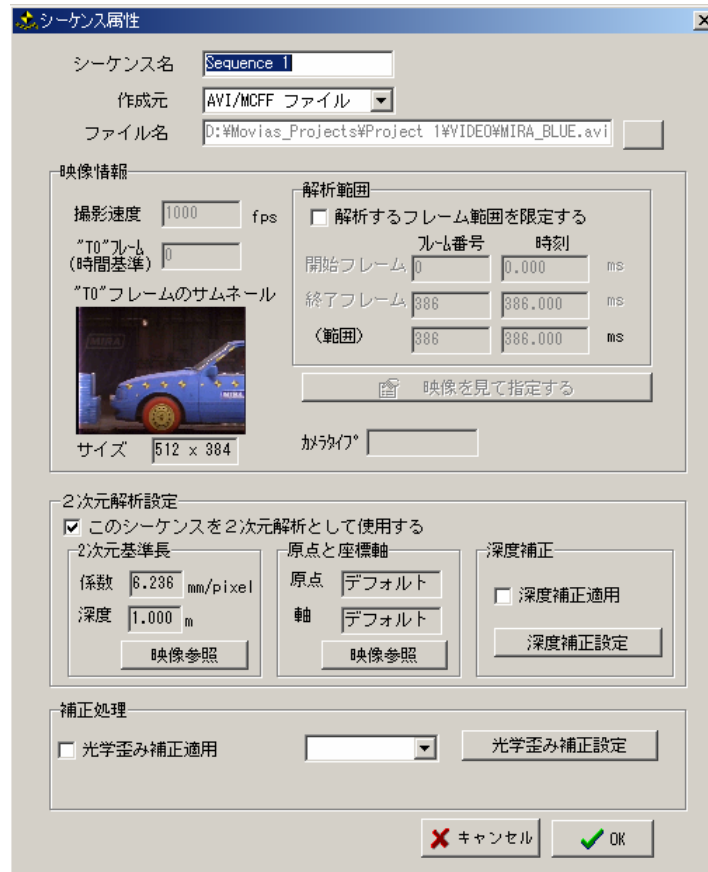 シーケンス属性
シーケンス名 Sequence 1
作成元 AVI/MCFF ファイル
ファイル名 D:¥Movias_Projects¥Project 1¥VIDEO¥MIRA_BLUE.avi
映像情報
撮影速度 1000 fps
"T0"フレーム 0
(時間基準)
"T0"フレームのサムネール
MIRA
MIRA
サイズ 512 x 384
解析範囲
解析するフレーム範囲を限定する
フレーム番号 時刻
開始フレーム 0 0.000 ms
終了フレーム 386 386.000 ms
(範囲) 386 386.000 ms
映像を見て指定する
カメラタイプ
2次元解析設定
このシーケンスを2次元解析として使用する
2次元基準長
係数 6.236 mm/pixel
深度 1.000 m
映像参照
原点と座標軸
原点 デフォルト
軸 デフォルト
映像参照
深度補正
深度補正適用
深度補正設定
補正処理
光学歪み補正適用
光学歪み補正設定
キャンセル
OK